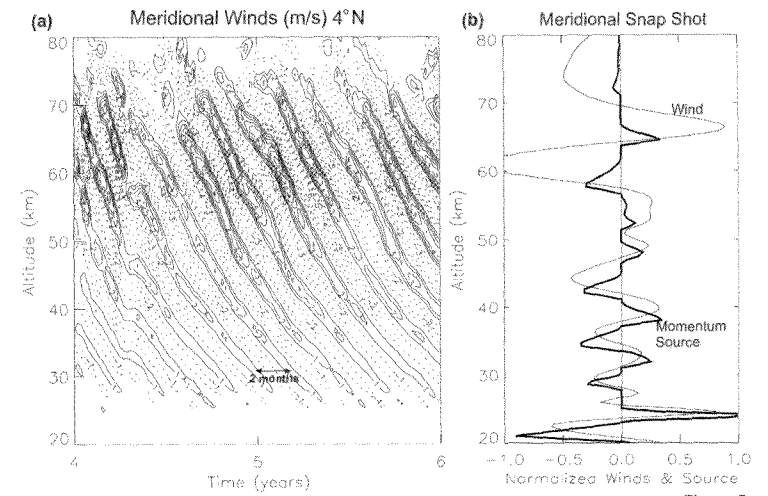 (a) Meridional Winds (m/s) 4°N
80
70
60
50
40
30
20
Altitude (km)
2 months
4 5 6
Time (years)
(b) Meridional Snap Shot
80
70
60
50
40
30
20
Altitude (km)
Wind
Momentum
Source
-1.0 -0.5 0.0 0.5 1.0
Normalized Winds & Source